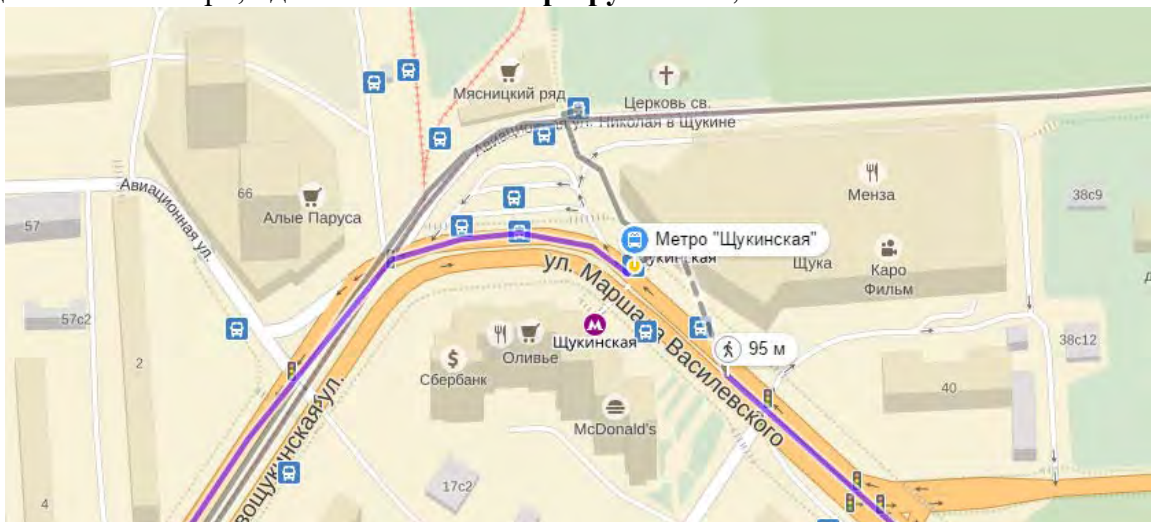 Мясницкий ряд
Церковь св.
Николая в Щукине
Авиационная ул.
66
Алые Паруса
Менза
38с9
57
Метро "Щукинская"
Щука
Каро
Фильм
ул. Маршала Василевского
57с2
Щукинская
95 м
38с12
2
Оливье
Сбербанк
40
McDonald's
17с2
4